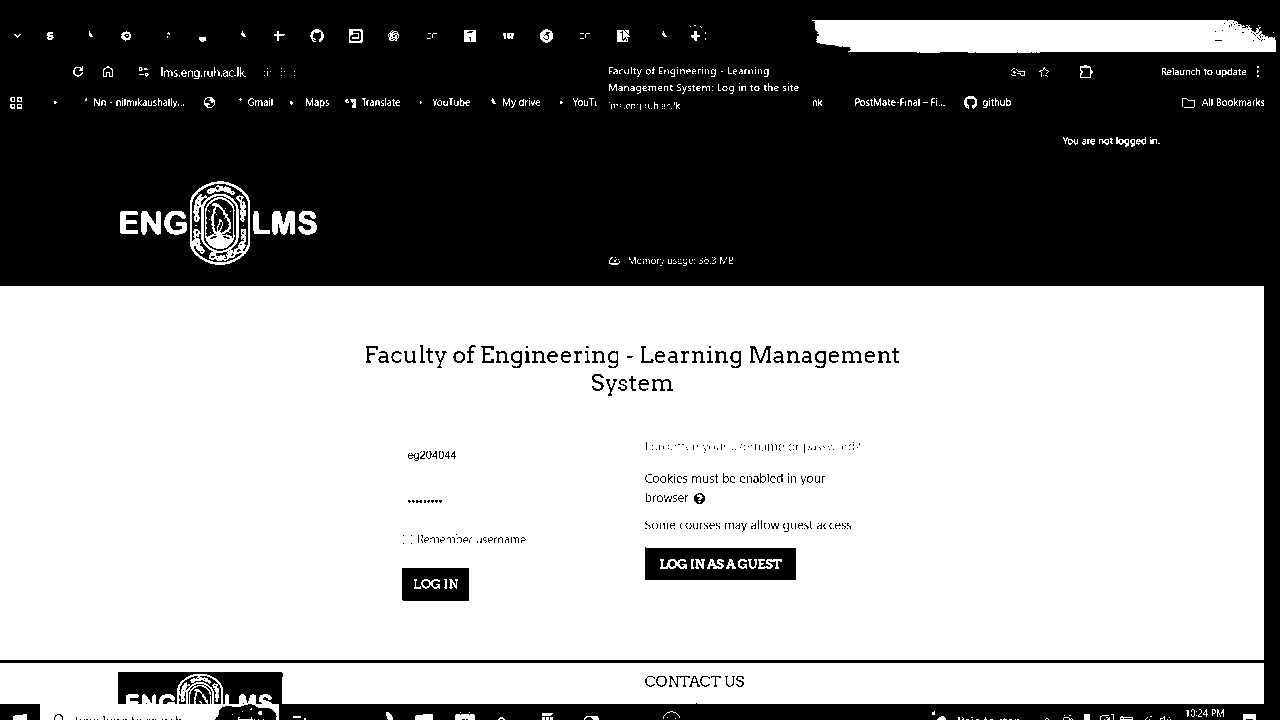 lms.eng.ruh.ac.lk
Faculty of Engineering - Learning
Management System: Log in to the site
Relaunch to update
Nn - nilmikaushally...
Gmail
Maps
Translate
YouTube
My drive
YouTu
lms.eng.ruh.ac.lk
nk
PostMate-Final – Fi...
github
All Bookmarks
You are not logged in.
ENG LMS
Memory usage: 36.3 MB
Faculty of Engineering - Learning Management
System
eg204044
•••••••••
Remember username
LOG IN
Forgotten your username or password?
Cookies must be enabled in your
browser
Some courses may allow guest access
LOG IN AS A GUEST
ENG LMS
CONTACT US
10:24 PM